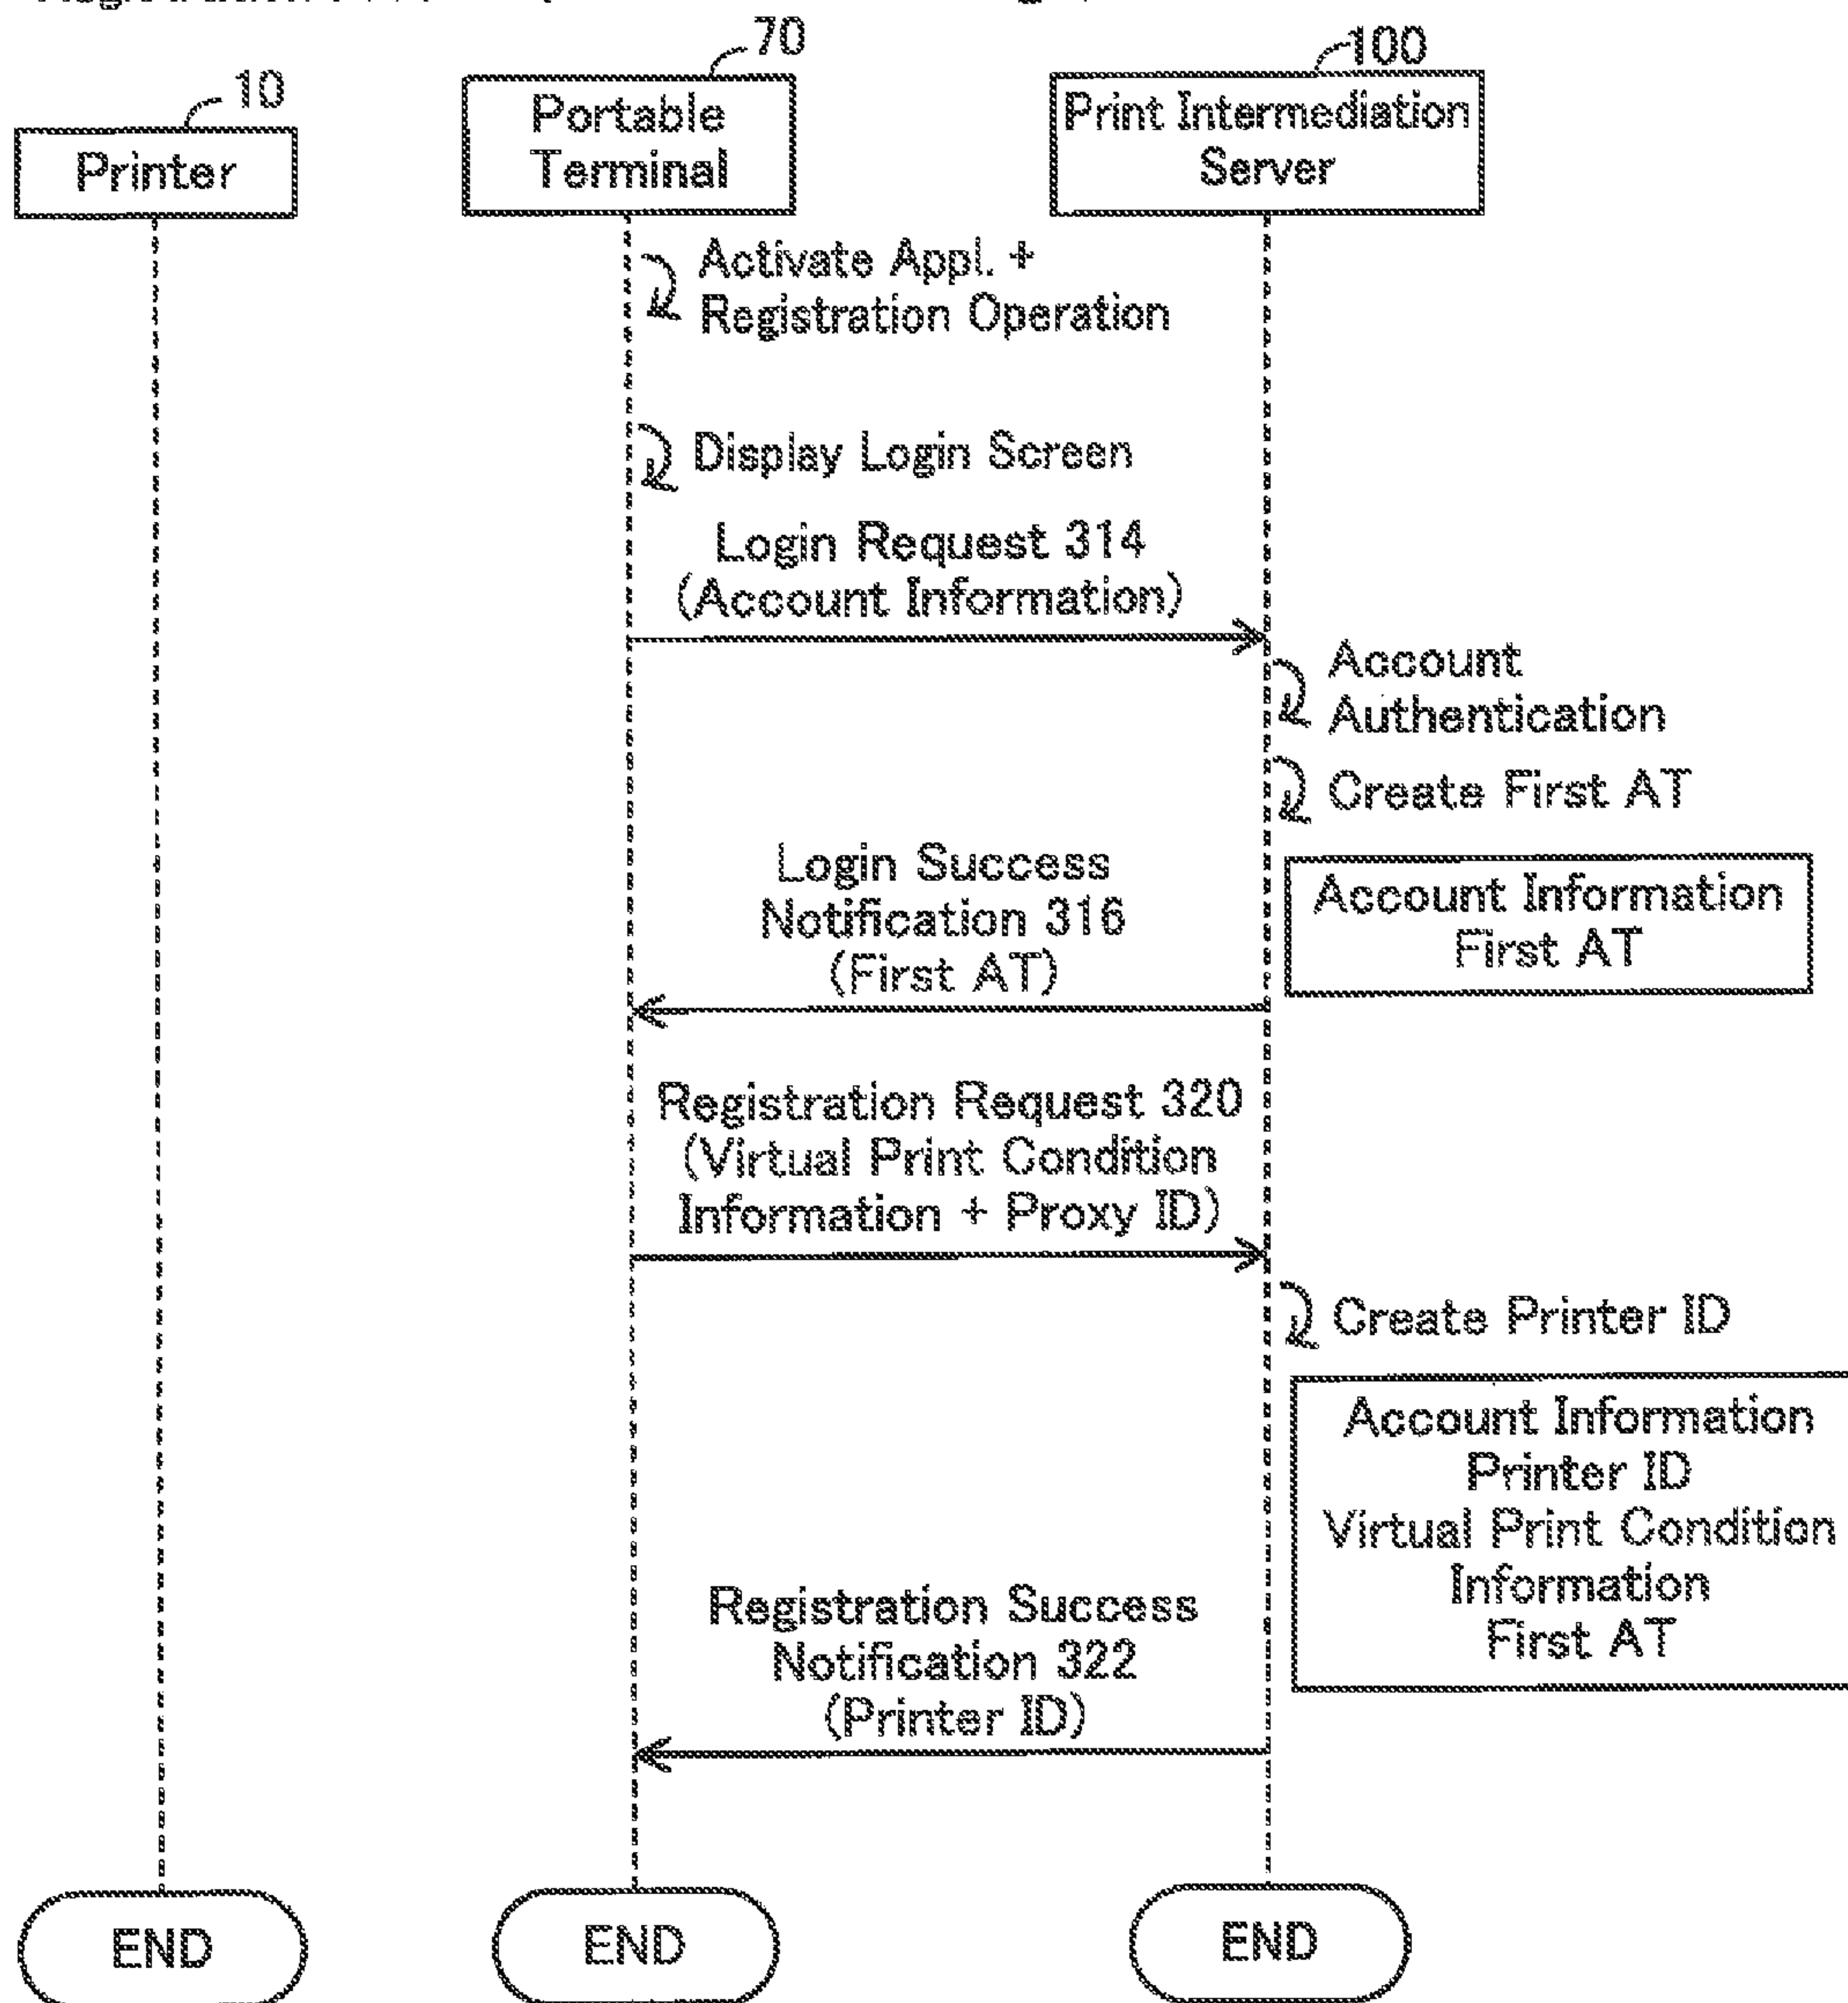 10
70
100
Printer
Portable
Terminal
Print Intermediation
Server
Activate Appl. +
Registration Operation
Display Login Screen
Login Request 314
(Account Information)
Account
Authentication
Create First AT
Login Success
Notification 316
(First AT)
Account Information
First AT
Registration Request 320
(Virtual Print Condition
Information + Proxy ID)
Create Printer ID
Account Information
Printer ID
Virtual Print Condition
Information
First AT
Registration Success
Notification 322
(Printer ID)
END
END
END